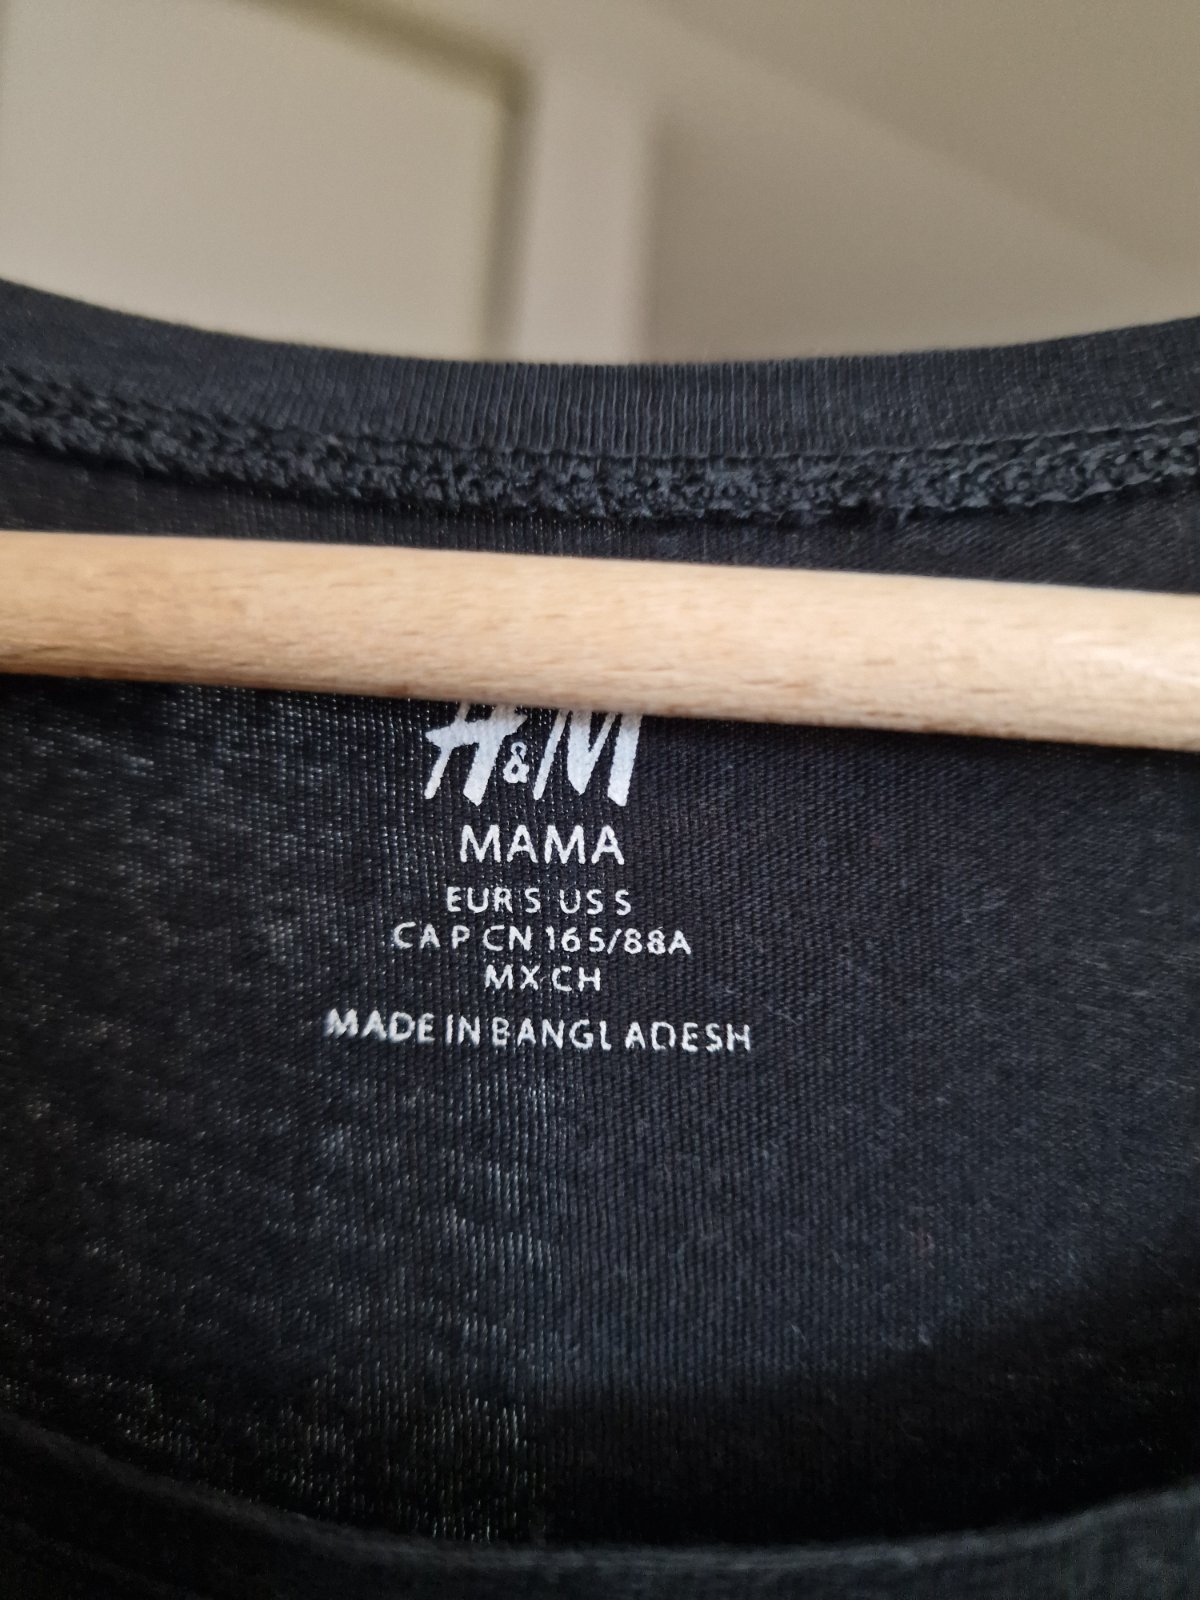 H&M
MAMA
EUR S US S
CA P CN 165/88A
MX CH
MADE IN BANGLADESH